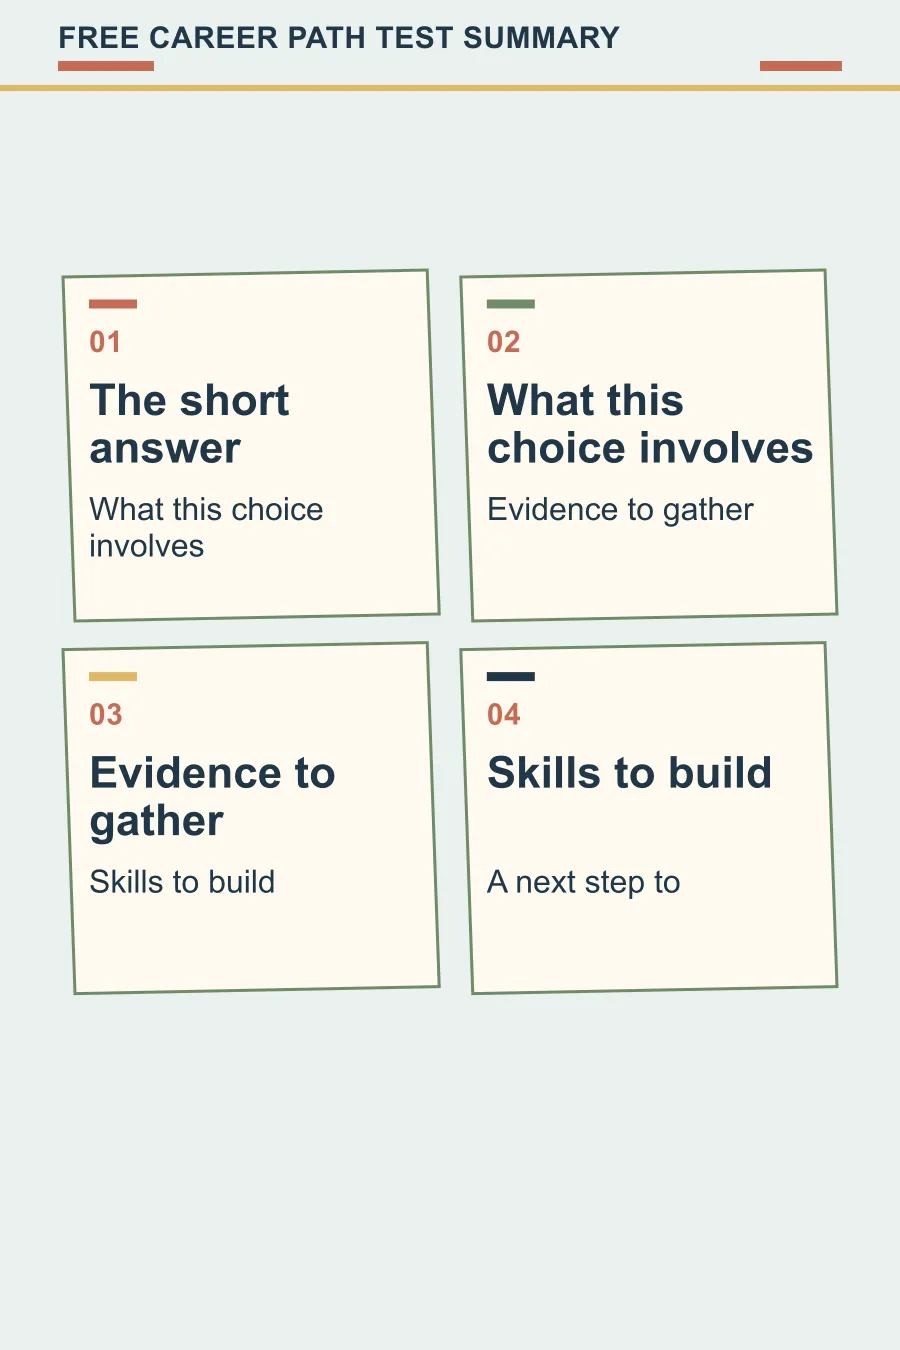 FREE CAREER PATH TEST SUMMARY
01
The short
answer
What this choice
involves
02
What this
choice involves
Evidence to gather
03
Evidence to
gather
Skills to build
04
Skills to build
A next step to